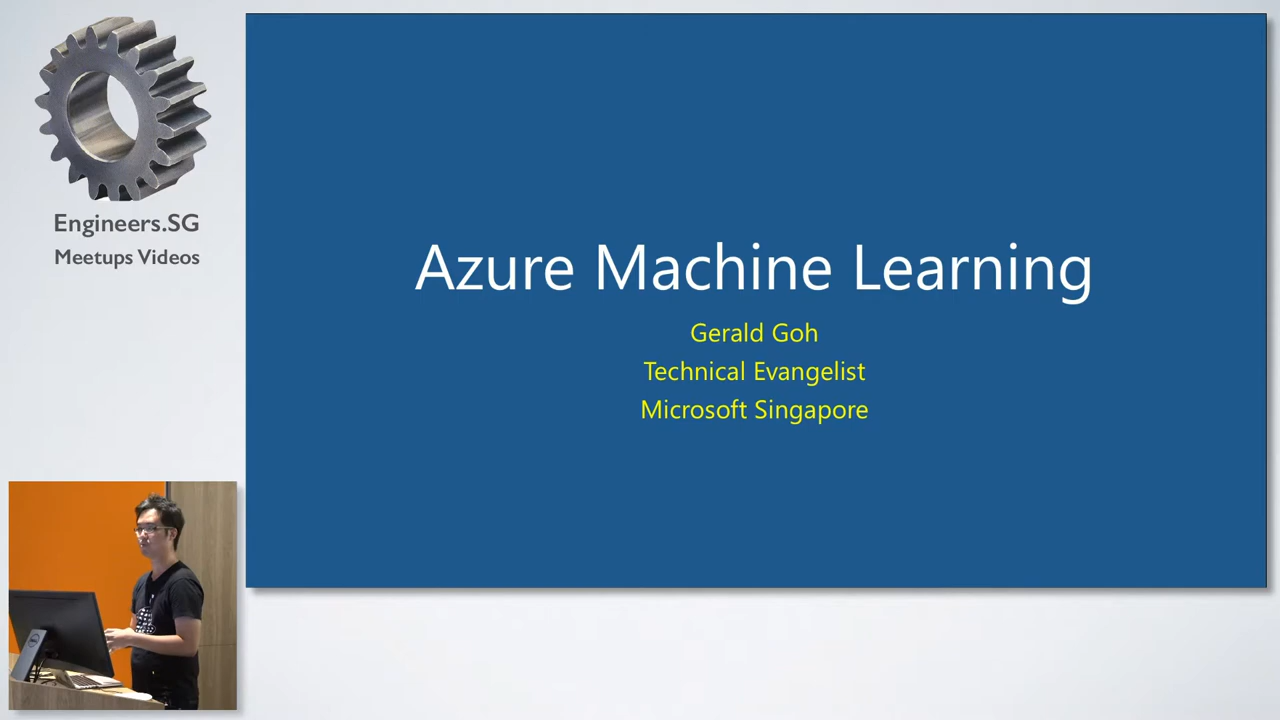 Engineers.SG
Meetups Videos
Azure Machine Learning
Gerald Goh
Technical Evangelist
Microsoft Singapore